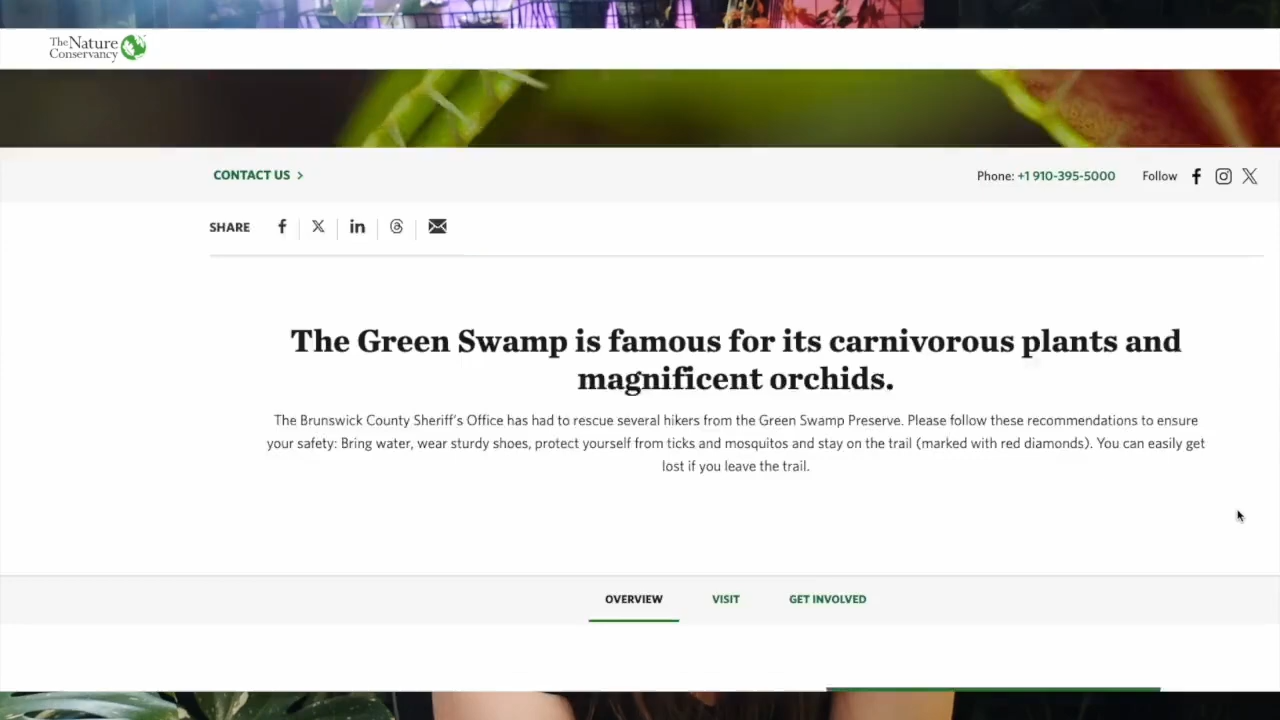 The Nature
Conservancy
CONTACT US >
Phone: +1 910-395-5000 Follow
SHARE
The Green Swamp is famous for its carnivorous plants and
magnificent orchids.
The Brunswick County Sheriff's Office has had to rescue several hikers from the Green Swamp Preserve. Please follow these recommendations to ensure
your safety: Bring water, wear sturdy shoes, protect yourself from ticks and mosquitos and stay on the trail (marked with red diamonds). You can easily get
lost if you leave the trail.
OVERVIEW VISIT GET INVOLVED